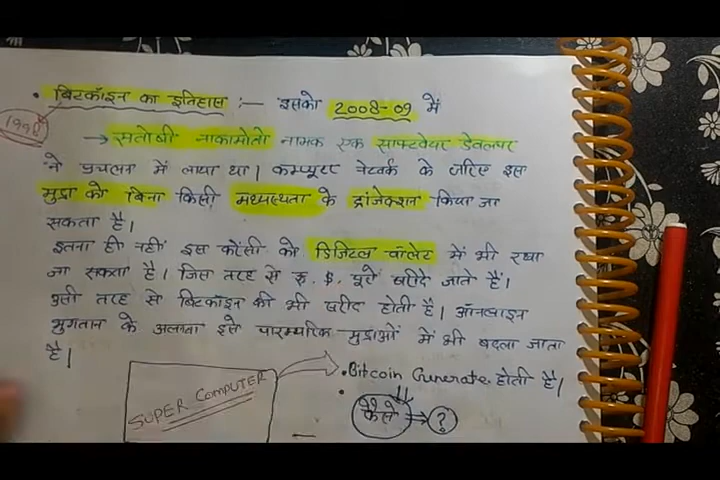 • बिटकॉइन का इतिहास :— इसको 2008-09 में
1998
→ सतोषी नाकामोतो नामक एक साफ्टवेयर डेवलपर
ने प्रचलन में लाया था। कम्प्यूटर नेटवर्क के जरिए इस
मुद्रा को बिना किसी मध्यस्थता के ट्रांजेक्शन किया जा
सकता है।
इतना ही नहीं इस करेंसी को डिजिटल वॉलेट में भी रखा
जा सकता है। जिस तरह से रु, $, यूरो खरीदे जाते हैं।
उसी तरह से बिटकॉइन की भी खरीद होती है। ऑनलाइन
भुगतान के अलावा इसे पारम्परिक मुद्राओं में भी बदला जाता
है।
• Bitcoin Generate होती है।
SUPER COMPUTER
• कैसे ⇒ ?